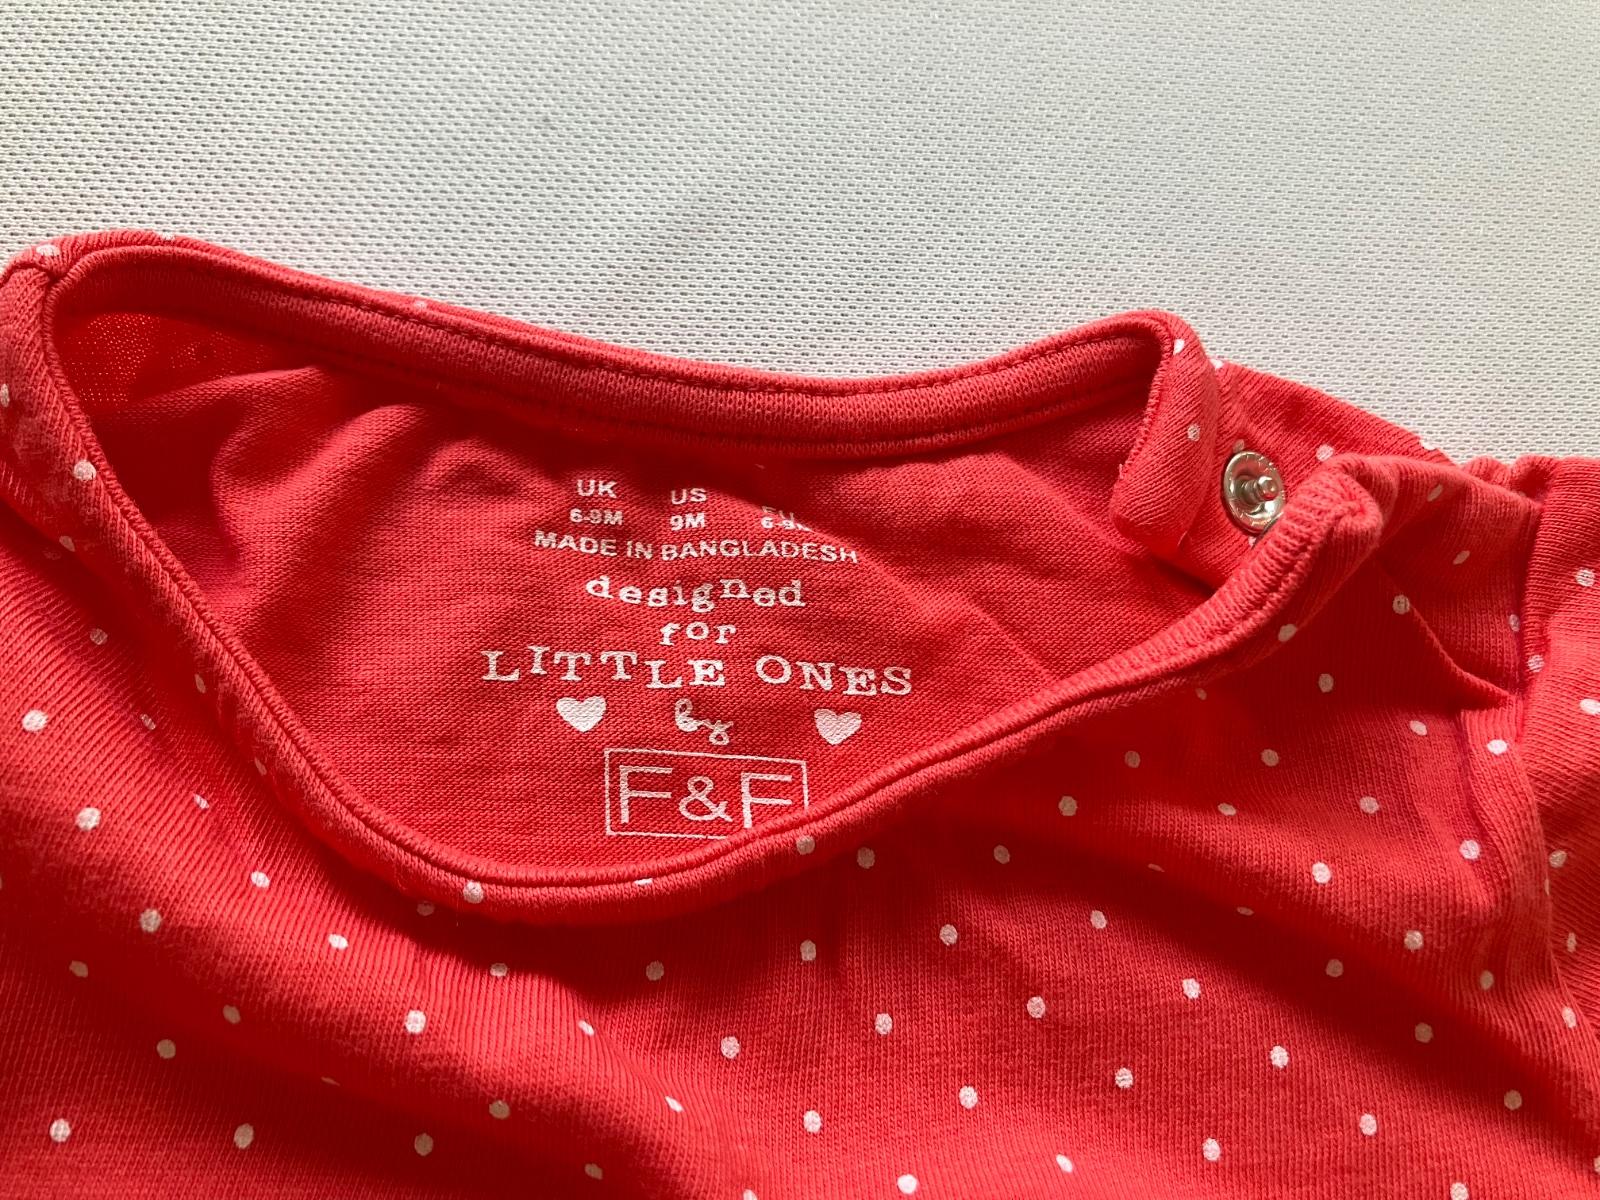 UK US
6-9M 9M
MADE IN BANGLADESH
designed
for
LITTLE ONES
by
F&F